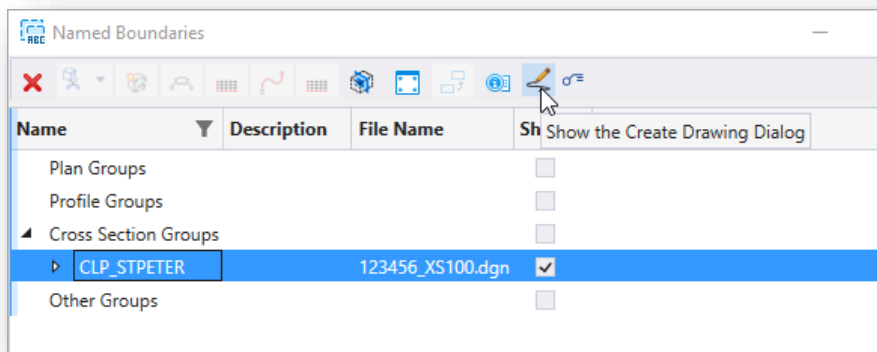 ABC Named Boundaries
Name Description File Name Sh
Show the Create Drawing Dialog
Plan Groups
Profile Groups
Cross Section Groups
CLP_STPETER 123456_XS100.dgn
Other Groups